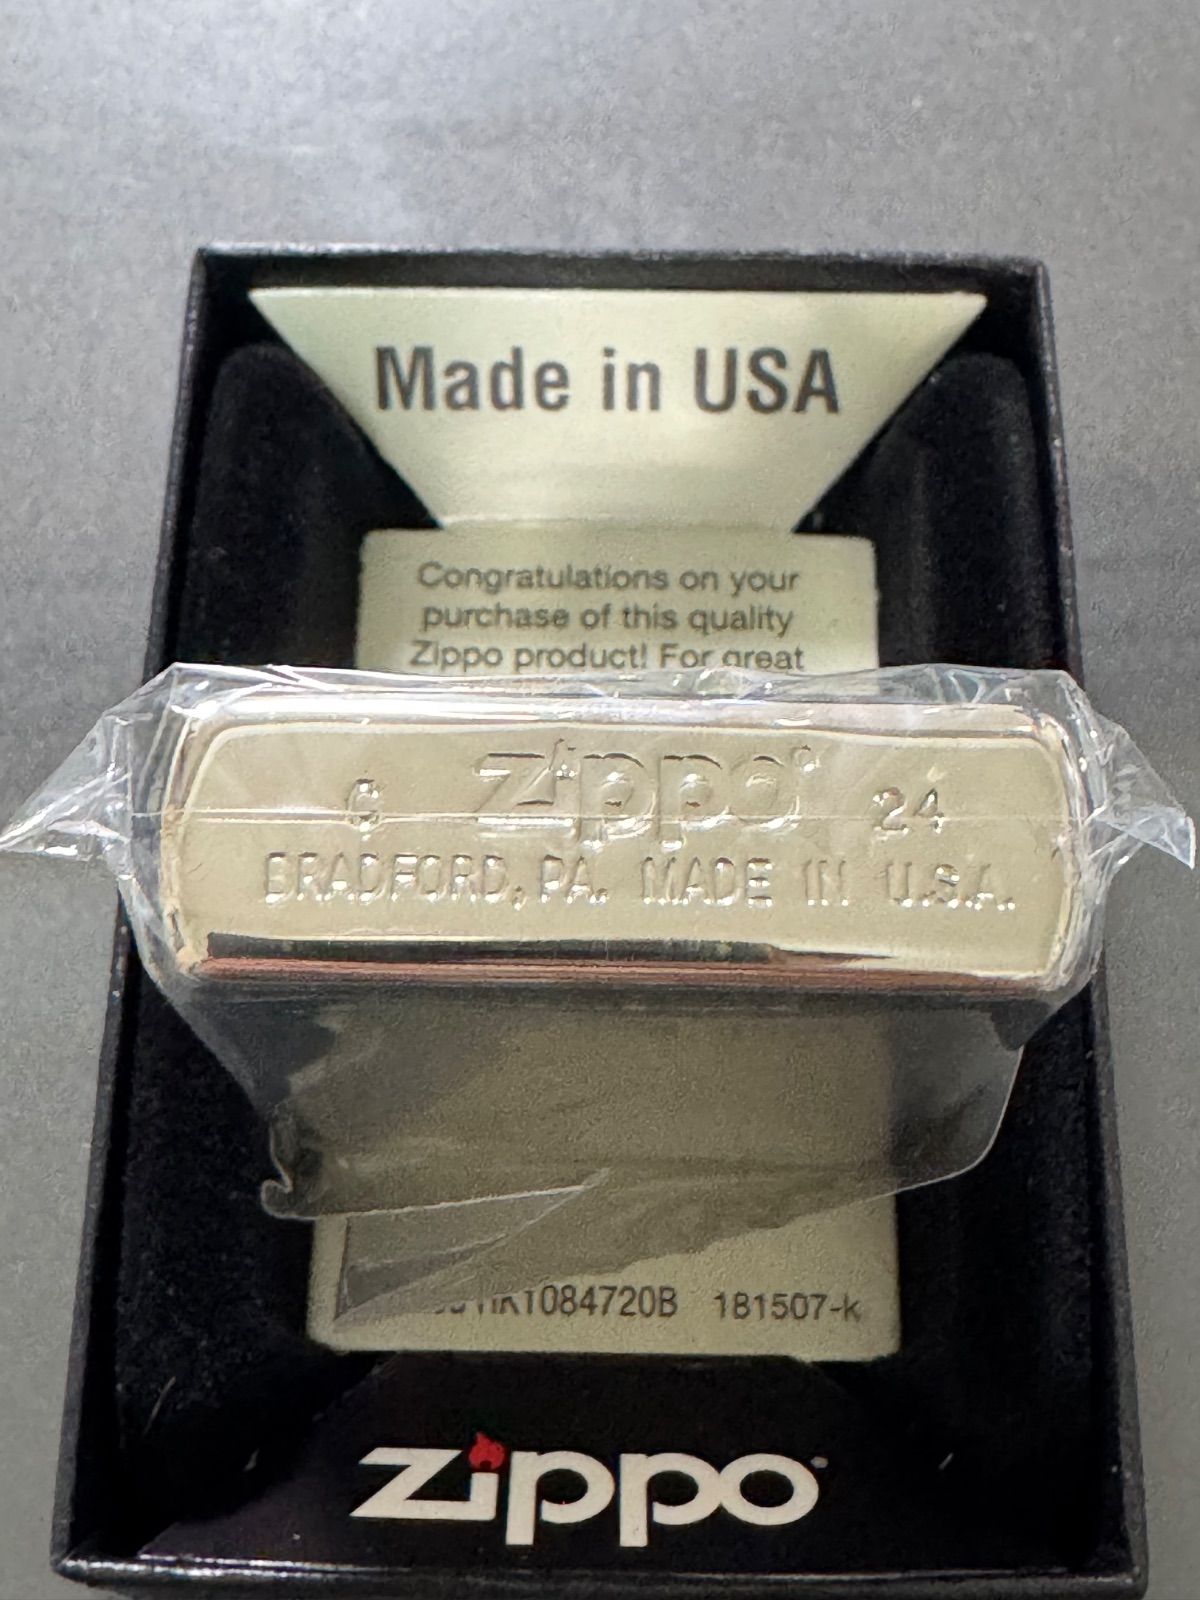 Made in USA
Congratulations on your
purchase of this quality
Zippo product! For great
G zippo 24
BRADFORD, PA. MADE IN U.S.A.
K1084720B 181507-k
zippo